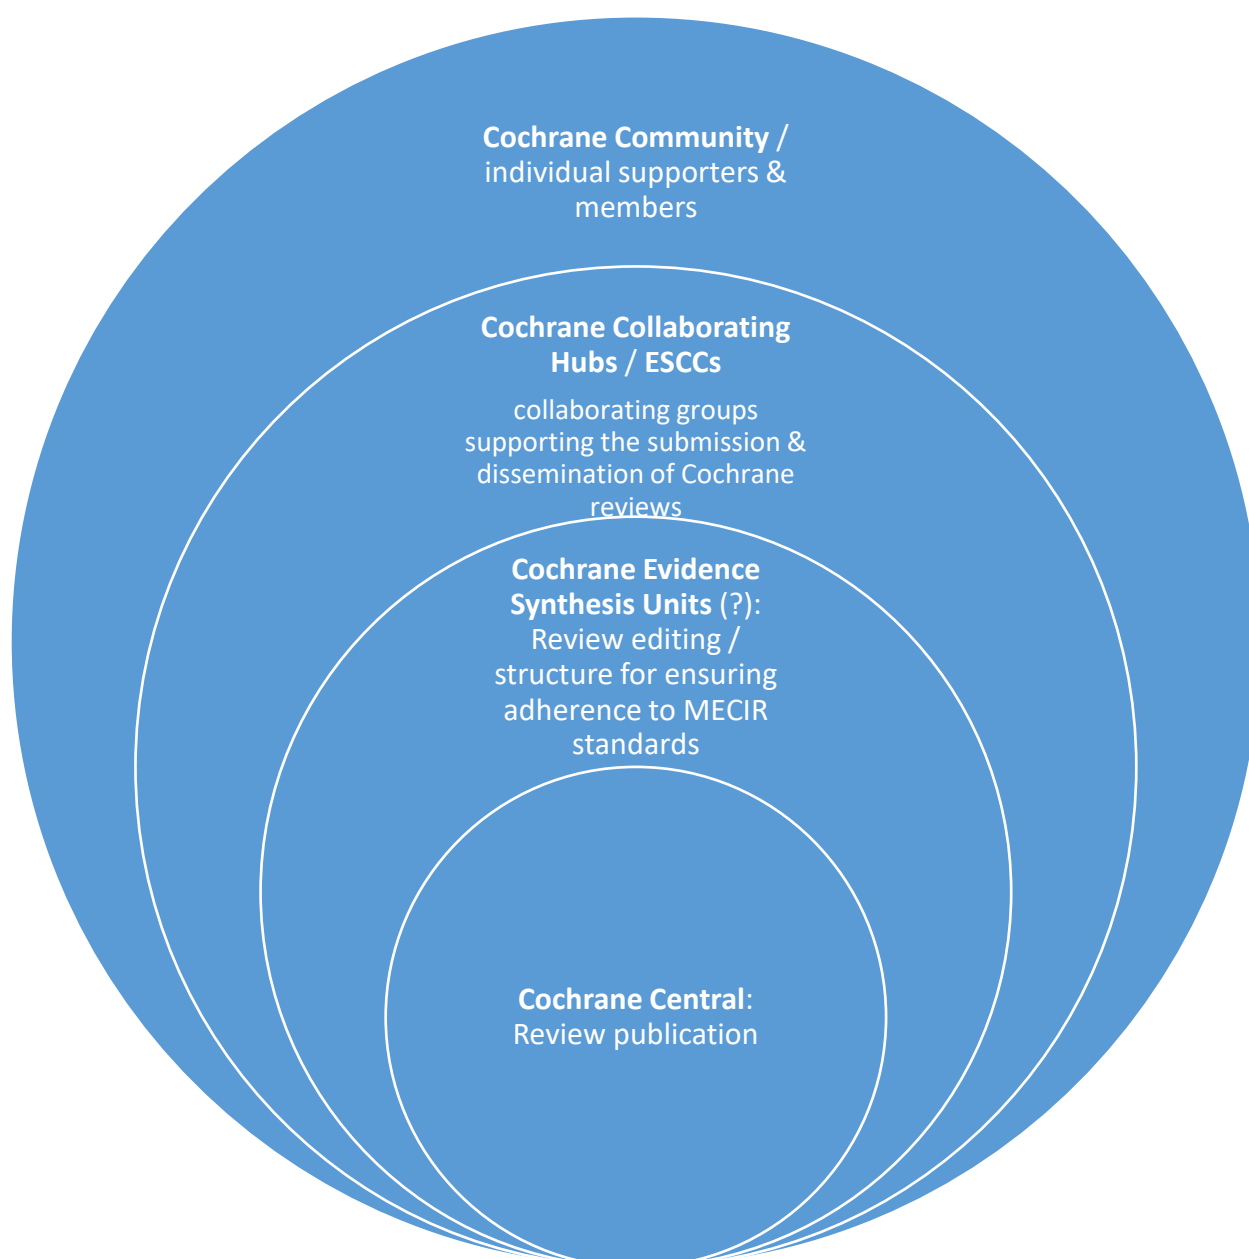 Cochrane Community /
individual supporters &
members
Cochrane Collaborating
Hubs / ESCCs
collaborating groups
supporting the submission &
dissemination of Cochrane
reviews
Cochrane Evidence
Synthesis Units (?):
Review editing /
structure for ensuring
adherence to MECIR
standards
Cochrane Central:
Review publication